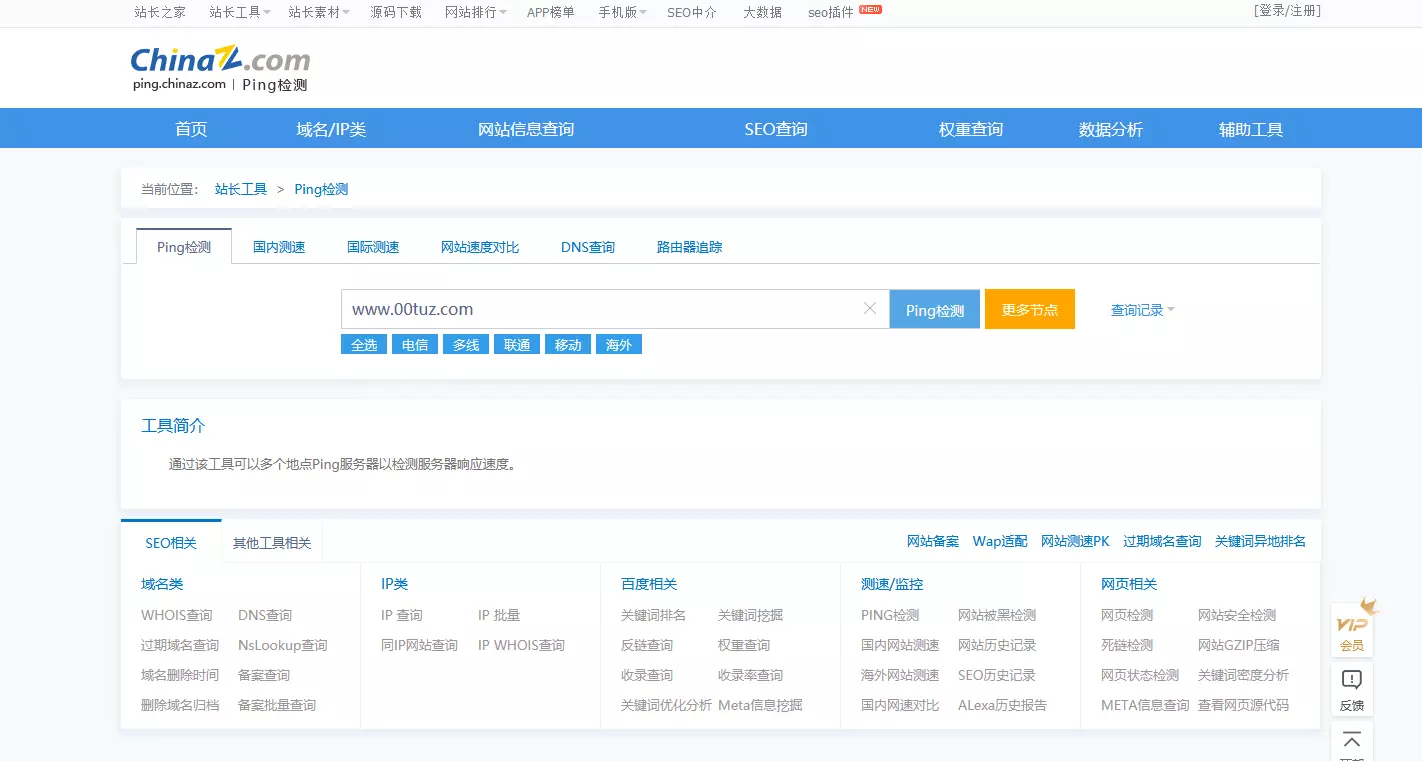 站长之家 站长工具 站长素材 源码下载 网站排行 APP榜单 手机版 SEO中介 大数据 seo插件 NEW [登录/注册]
ChinaZ.com
ping.chinaz.com | Ping检测
首页 域名/IP类 网站信息查询 SEO查询 权重查询 数据分析 辅助工具
当前位置： 站长工具 > Ping检测
Ping检测 国内测速 国际测速 网站速度对比 DNS查询 路由器追踪
www.00tuz.com Ping检测 更多节点 查询记录
全选 电信 多线 联通 移动 海外
工具简介
通过该工具可以多个地点Ping服务器以检测服务器响应速度。
SEO相关 其他工具相关 网站备案 Wap适配 网站测速PK 过期域名查询 关键词异地排名
域名类 IP类 百度相关 测速/监控 网页相关
WHOIS查询 DNS查询 IP 查询 IP 批量 关键词排名 关键词挖掘 PING检测 网站被黑检测 网页检测 网站安全检测
过期域名查询 NsLookup查询 同IP网站查询 IP WHOIS查询 反链查询 权重查询 国内网站测速 网站历史记录 死链检测 网站GZIP压缩
域名删除时间 备案查询 收录查询 收录率查询 海外网站测速 SEO历史记录 网页状态检测 关键词密度分析
删除域名归档 备案批量查询 关键词优化分析 Meta信息挖掘 国内网速对比 ALexa历史报告 META信息查询 查看网页源代码
VIP
会员
反馈